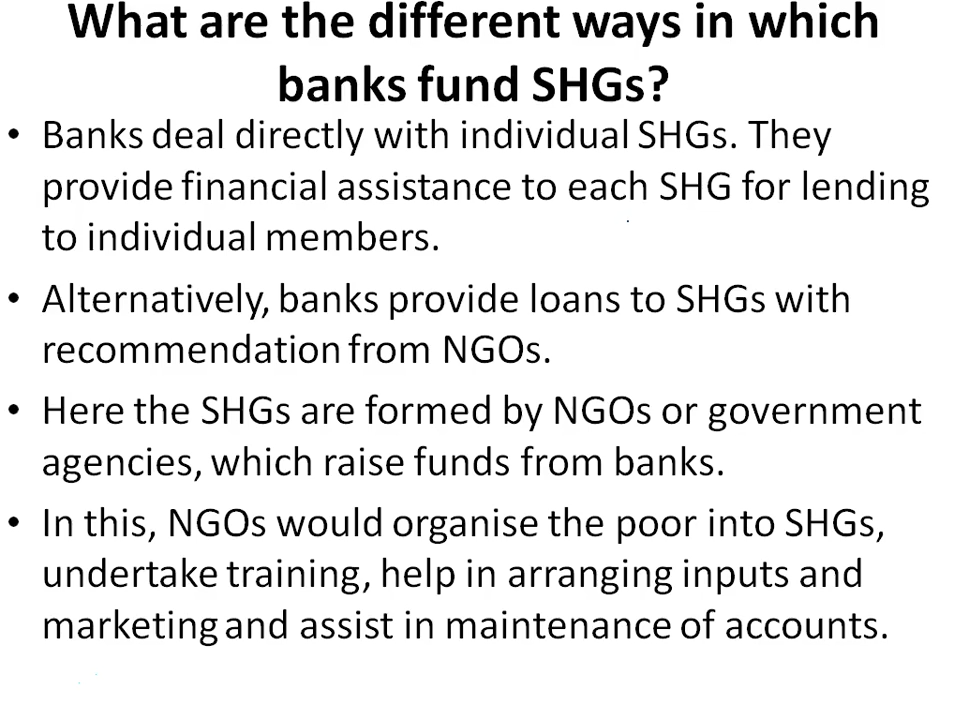 What are the different ways in which
banks fund SHGs?
• Banks deal directly with individual SHGs. They
provide financial assistance to each SHG for lending
to individual members.
• Alternatively, banks provide loans to SHGs with
recommendation from NGOs.
• Here the SHGs are formed by NGOs or government
agencies, which raise funds from banks.
• In this, NGOs would organise the poor into SHGs,
undertake training, help in arranging inputs and
marketing and assist in maintenance of accounts.